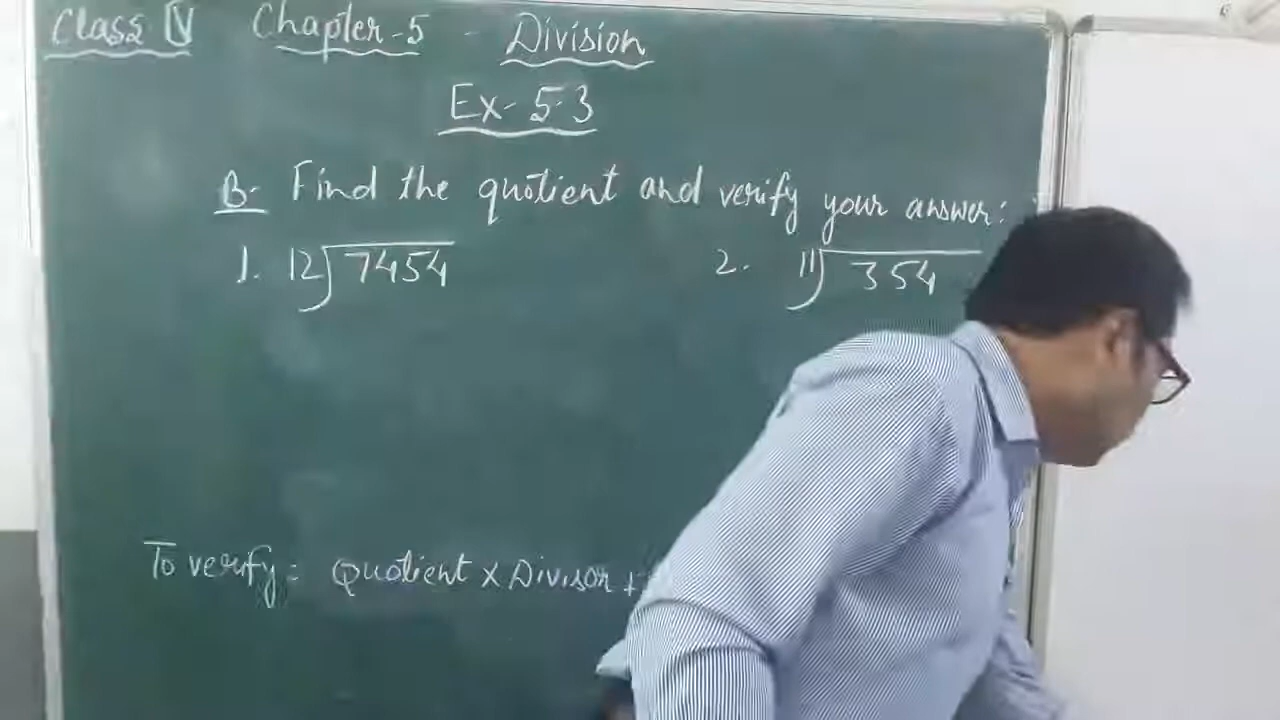 Class IV Chapter-5 - Division
Ex- 5.3
B- Find the quotient and verify your answer:
1. 12)7454 2. 11)354
To verify: Quotient x Divisor +